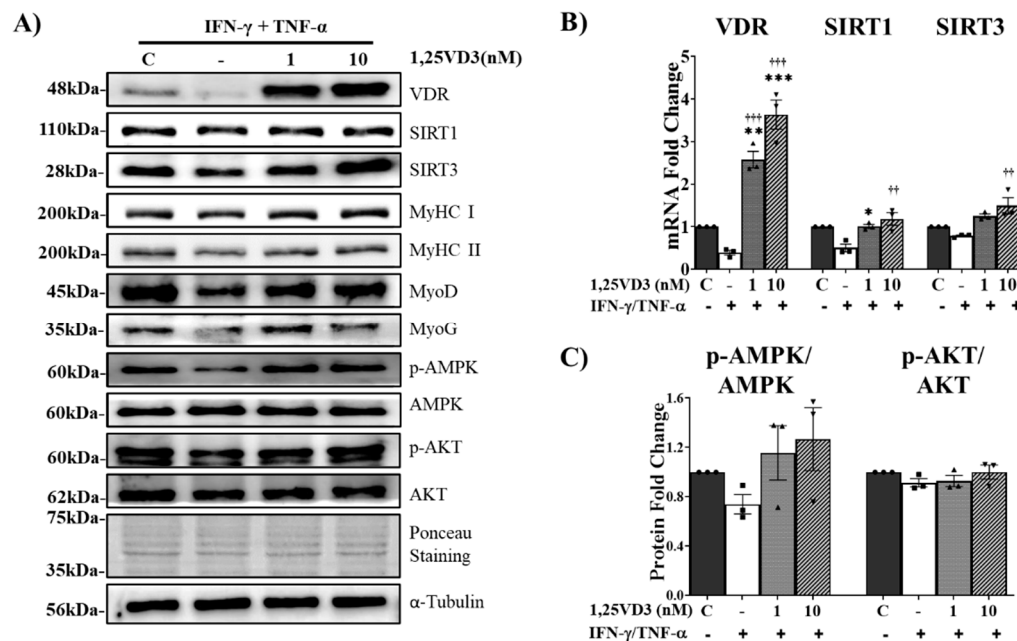 A)
IFN-γ + TNF-α
C - 1 10 1,25VD3(nM)
48kDa- VDR
110kDa- SIRT1
28kDa- SIRT3
200kDa- MyHC I
200kDa- MyHC II
45kDa- MyoD
35kDa- MyoG
60kDa- p-AMPK
60kDa- AMPK
60kDa- p-AKT
62kDa- AKT
75kDa-
Ponceau
Staining
35kDa-
56kDa- α-Tubulin
B)
VDR SIRT1 SIRT3
mRNA Fold Change
5
4
3
2
1
0
††† ***
††† **
* ††
††
1,25VD3 (nM) C - 1 10 C - 1 10 C - 1 10
IFN-γ/TNF-α - + + + - + + + - + + +
C)
p-AMPK/ p-AKT/
AMPK AKT
Protein Fold Change
1.6
1.2
0.8
0.4
0.0
1,25VD3 (nM) C - 1 10 C - 1 10
IFN-γ/TNF-α - + + + - + + +